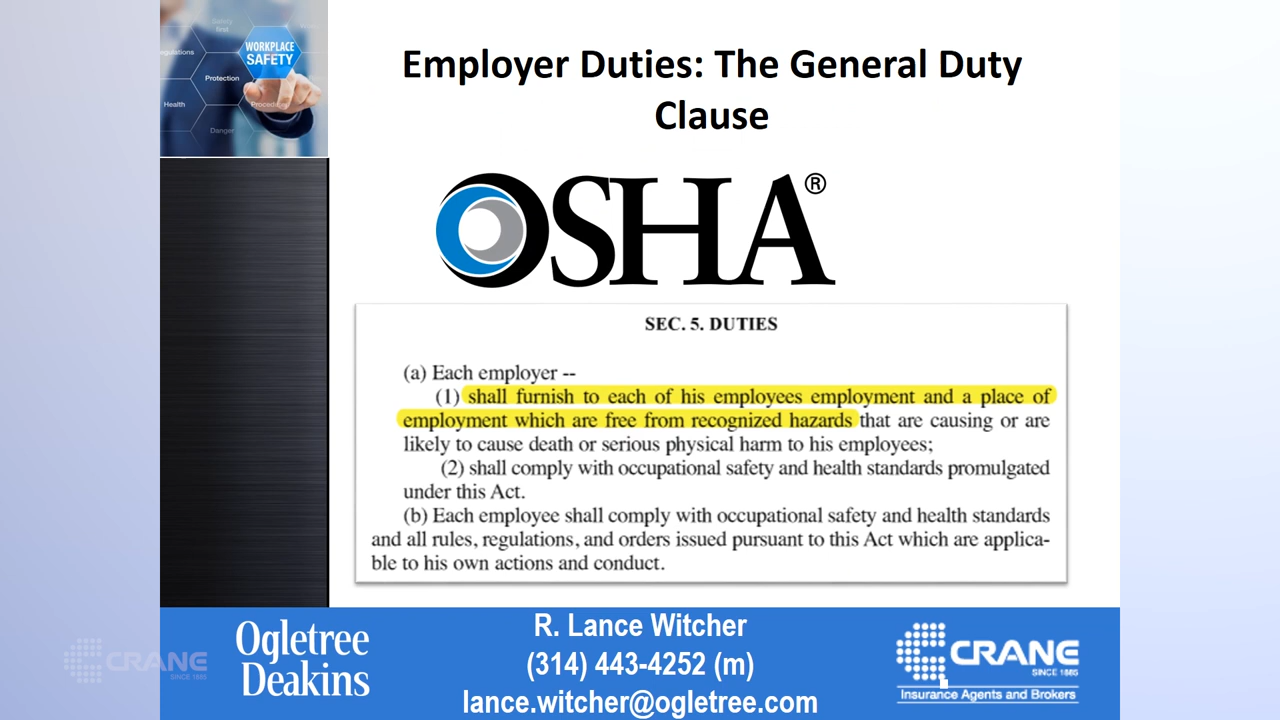 Safety
first
WORKPLACE
SAFETY
Protection
Health
Procedure
Danger
Employer Duties: The General Duty
Clause
OSHA®
SEC. 5. DUTIES
(a) Each employer --
(1) shall furnish to each of his employees employment and a place of
employment which are free from recognized hazards that are causing or are
likely to cause death or serious physical harm to his employees;
(2) shall comply with occupational safety and health standards promulgated
under this Act.
(b) Each employee shall comply with occupational safety and health standards
and all rules, regulations, and orders issued pursuant to this Act which are applica-
ble to his own actions and conduct.
Ogletree
Deakins
R. Lance Witcher
(314) 443-4252 (m)
lance.witcher@ogletree.com
CRANE
SINCE 1885
Insurance Agents and Brokers
CRANE
SINCE 1885